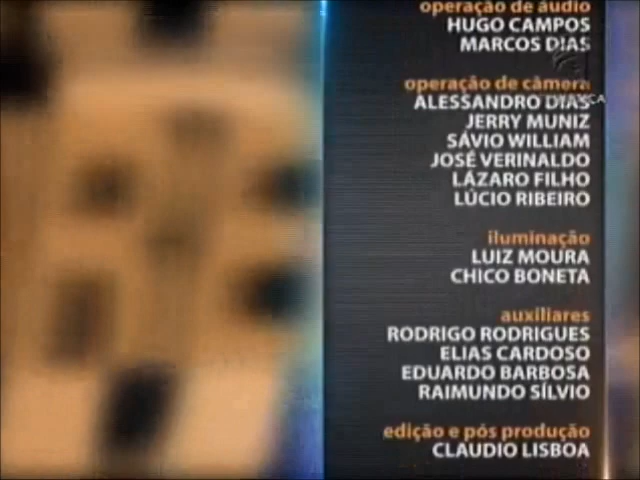 operação de áudio
HUGO CAMPOS
MARCOS DIAS
operação de câmera
ALESSANDRO DIAS
JERRY MUNIZ
SÁVIO WILLIAM
JOSÉ VERINALDO
LÁZARO FILHO
LÚCIO RIBEIRO
iluminação
LUIZ MOURA
CHICO BONETA
auxiliares
RODRIGO RODRIGUES
ELIAS CARDOSO
EDUARDO BARBOSA
RAIMUNDO SÍLVIO
edição e pós produção
CLAUDIO LISBOA